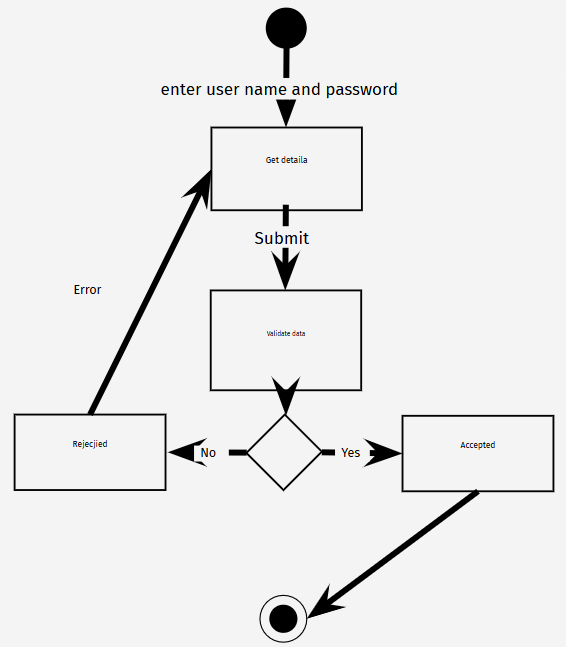 enter user name and password
Get detaila
Submit
Error
Validate data
Rejecjied
No
Yes
Accepted